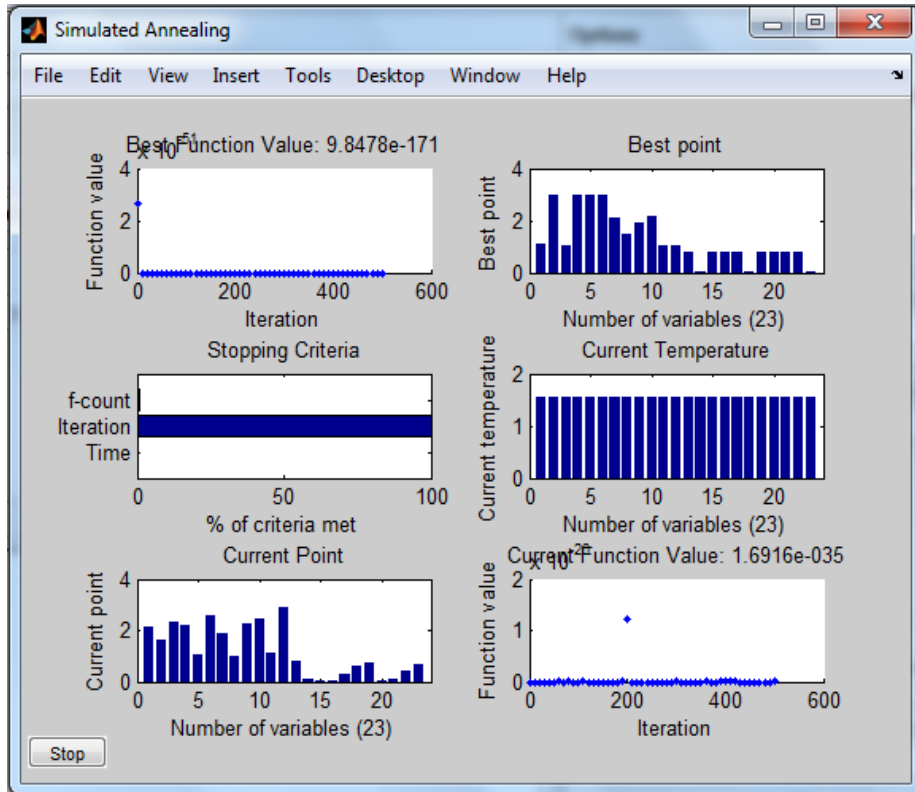 Simulated Annealing
Options
File Edit View Insert Tools Desktop Window Help
Best Function Value: 9.8478e-171
x 10^-51
Function value
4
2
0
0 200 400 600
Iteration
Best point
Best point
4
2
0
0 5 10 15 20
Number of variables (23)
Stopping Criteria
f-count
Iteration
Time
0 50 100
% of criteria met
Current Temperature
Current temperature
2
1
0
0 5 10 15 20
Number of variables (23)
Current Point
Current point
4
2
0
0 5 10 15 20
Number of variables (23)
Current Function Value: 1.6916e-035
Function value
2
1
0
0 200 400 600
Iteration
Stop